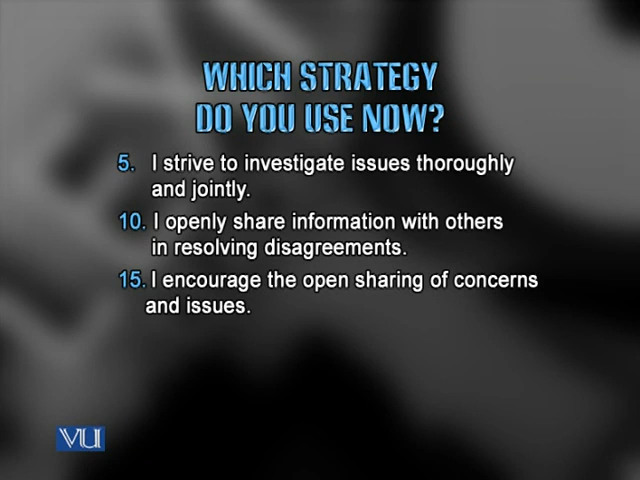 WHICH STRATEGY
DO YOU USE NOW?
5. I strive to investigate issues thoroughly
and jointly.
10. I openly share information with others
in resolving disagreements.
15. I encourage the open sharing of concerns
and issues.
VU